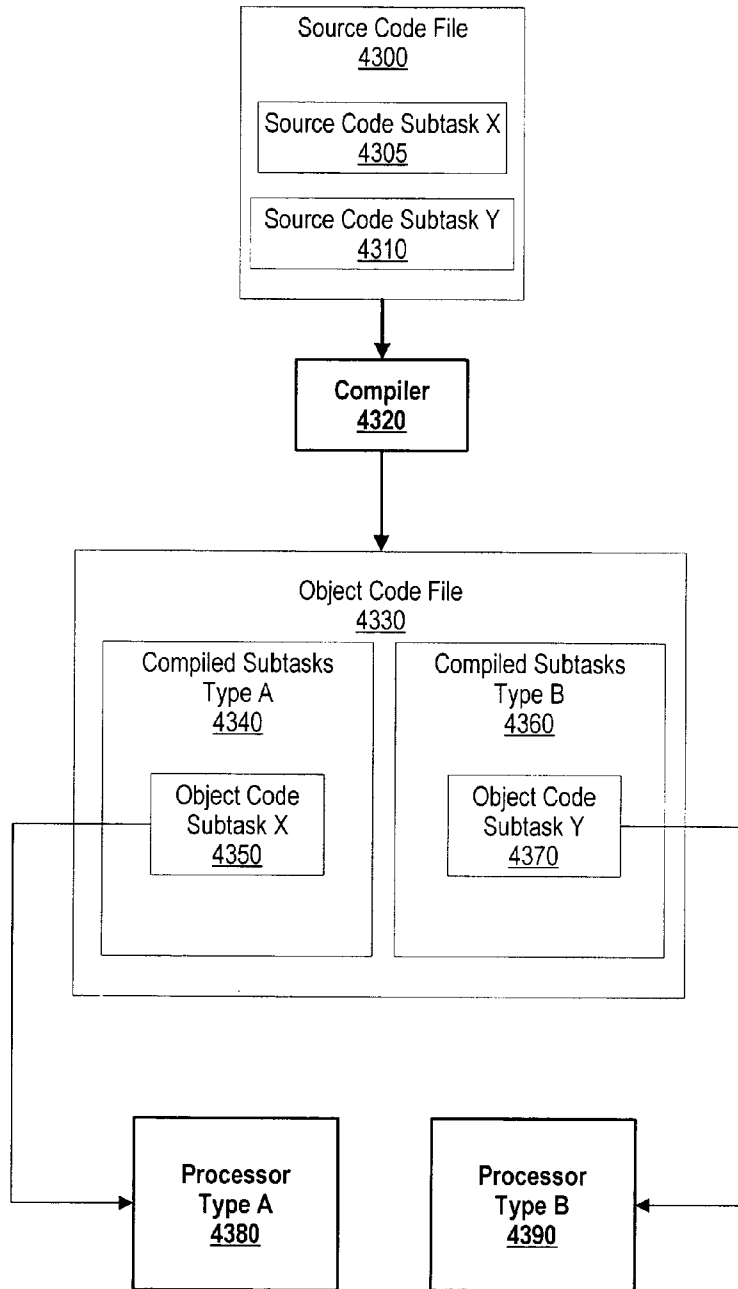 Source Code File
4300
Source Code Subtask X
4305
Source Code Subtask Y
4310
Compiler
4320
Object Code File
4330
Compiled Subtasks
Type A
4340
Object Code
Subtask X
4350
Compiled Subtasks
Type B
4360
Object Code
Subtask Y
4370
Processor
Type A
4380
Processor
Type B
4390